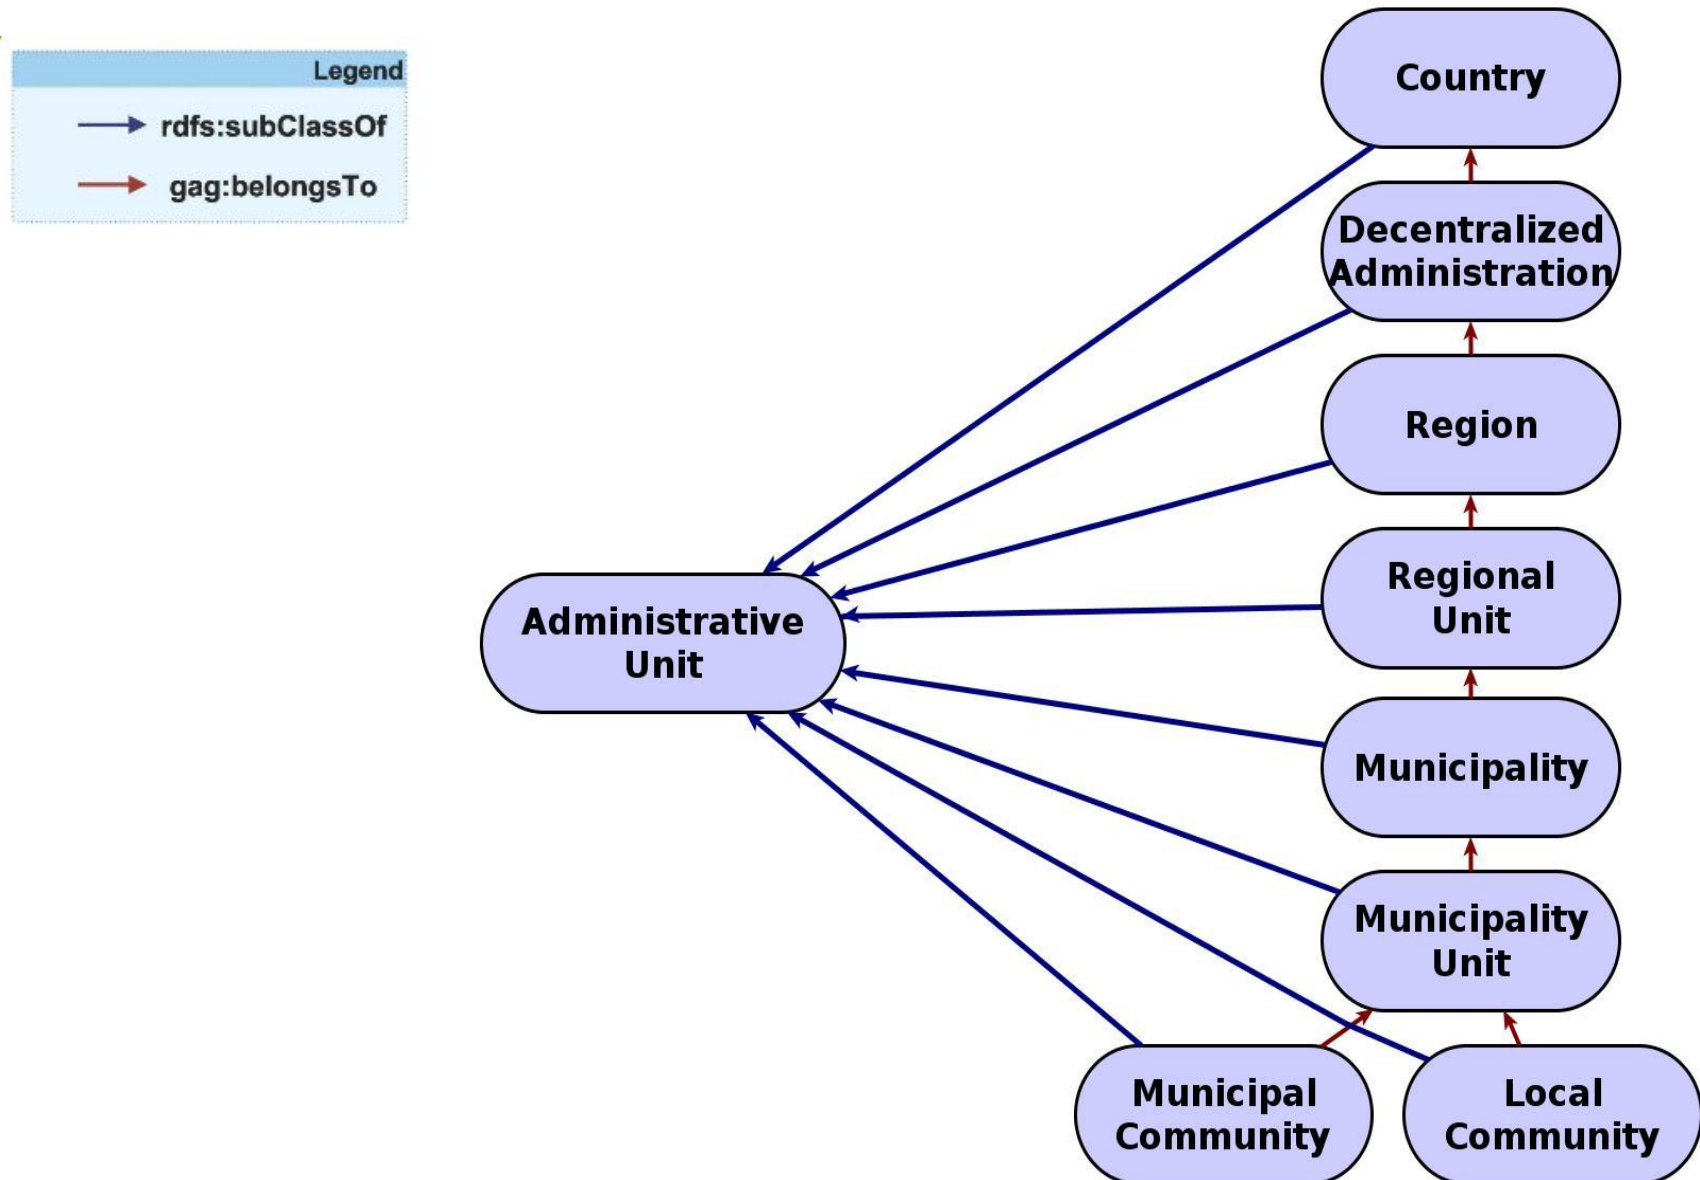 Legend
rdfs:subClassOf
gag:belongsTo
Country
Decentralized
Administration
Region
Regional
Unit
Administrative
Unit
Municipality
Municipality
Unit
Municipal
Community
Local
Community